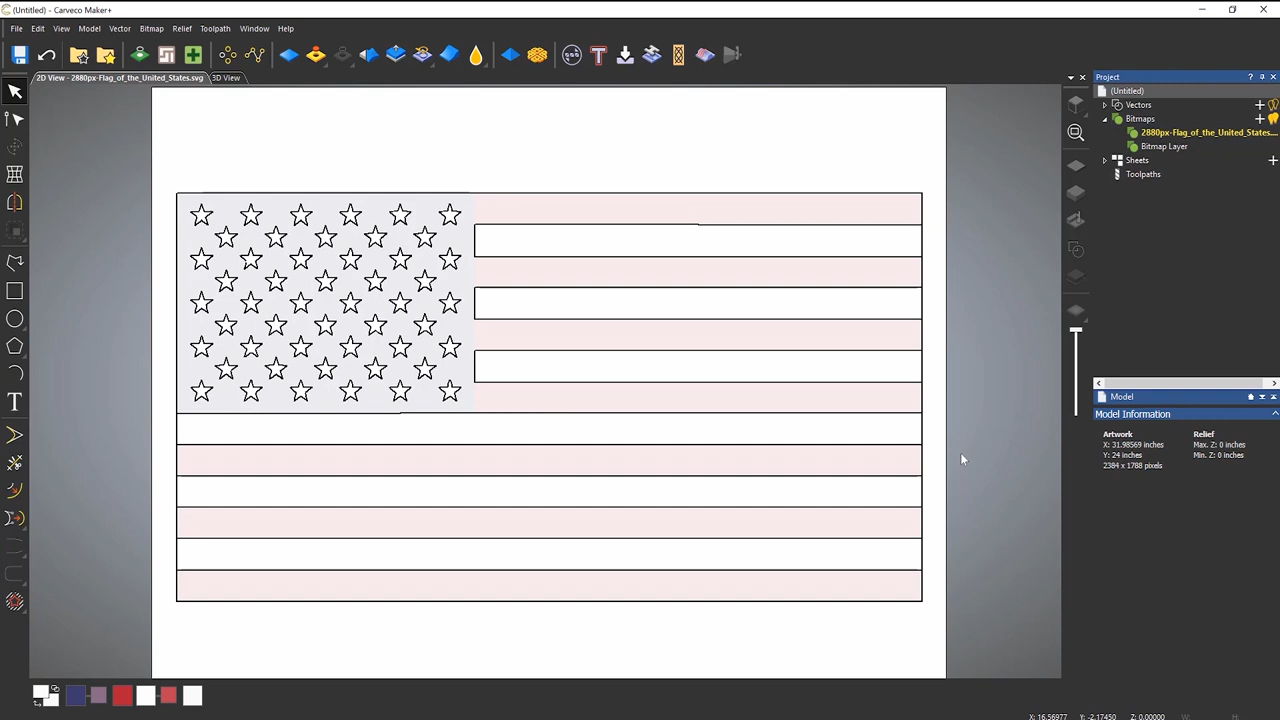 (Untitled) - Carveco Maker+
File Edit View Model Vector Bitmap Relief Toolpath Window Help
2D View - 2880px-Flag_of_the_United_States.svg 3D View
Project
(Untitled)
Vectors
Bitmaps
2880px-Flag_of_the_United_States....
Bitmap Layer
Sheets
Toolpaths
Model
Model Information
Artwork Relief
X: 31.98569 inches Max. Z: 0 inches
Y: 24 inches Min. Z: 0 inches
2384 x 1788 pixels
X: 16.56977 Y: -2.17450 Z: 0.00000 W: H: